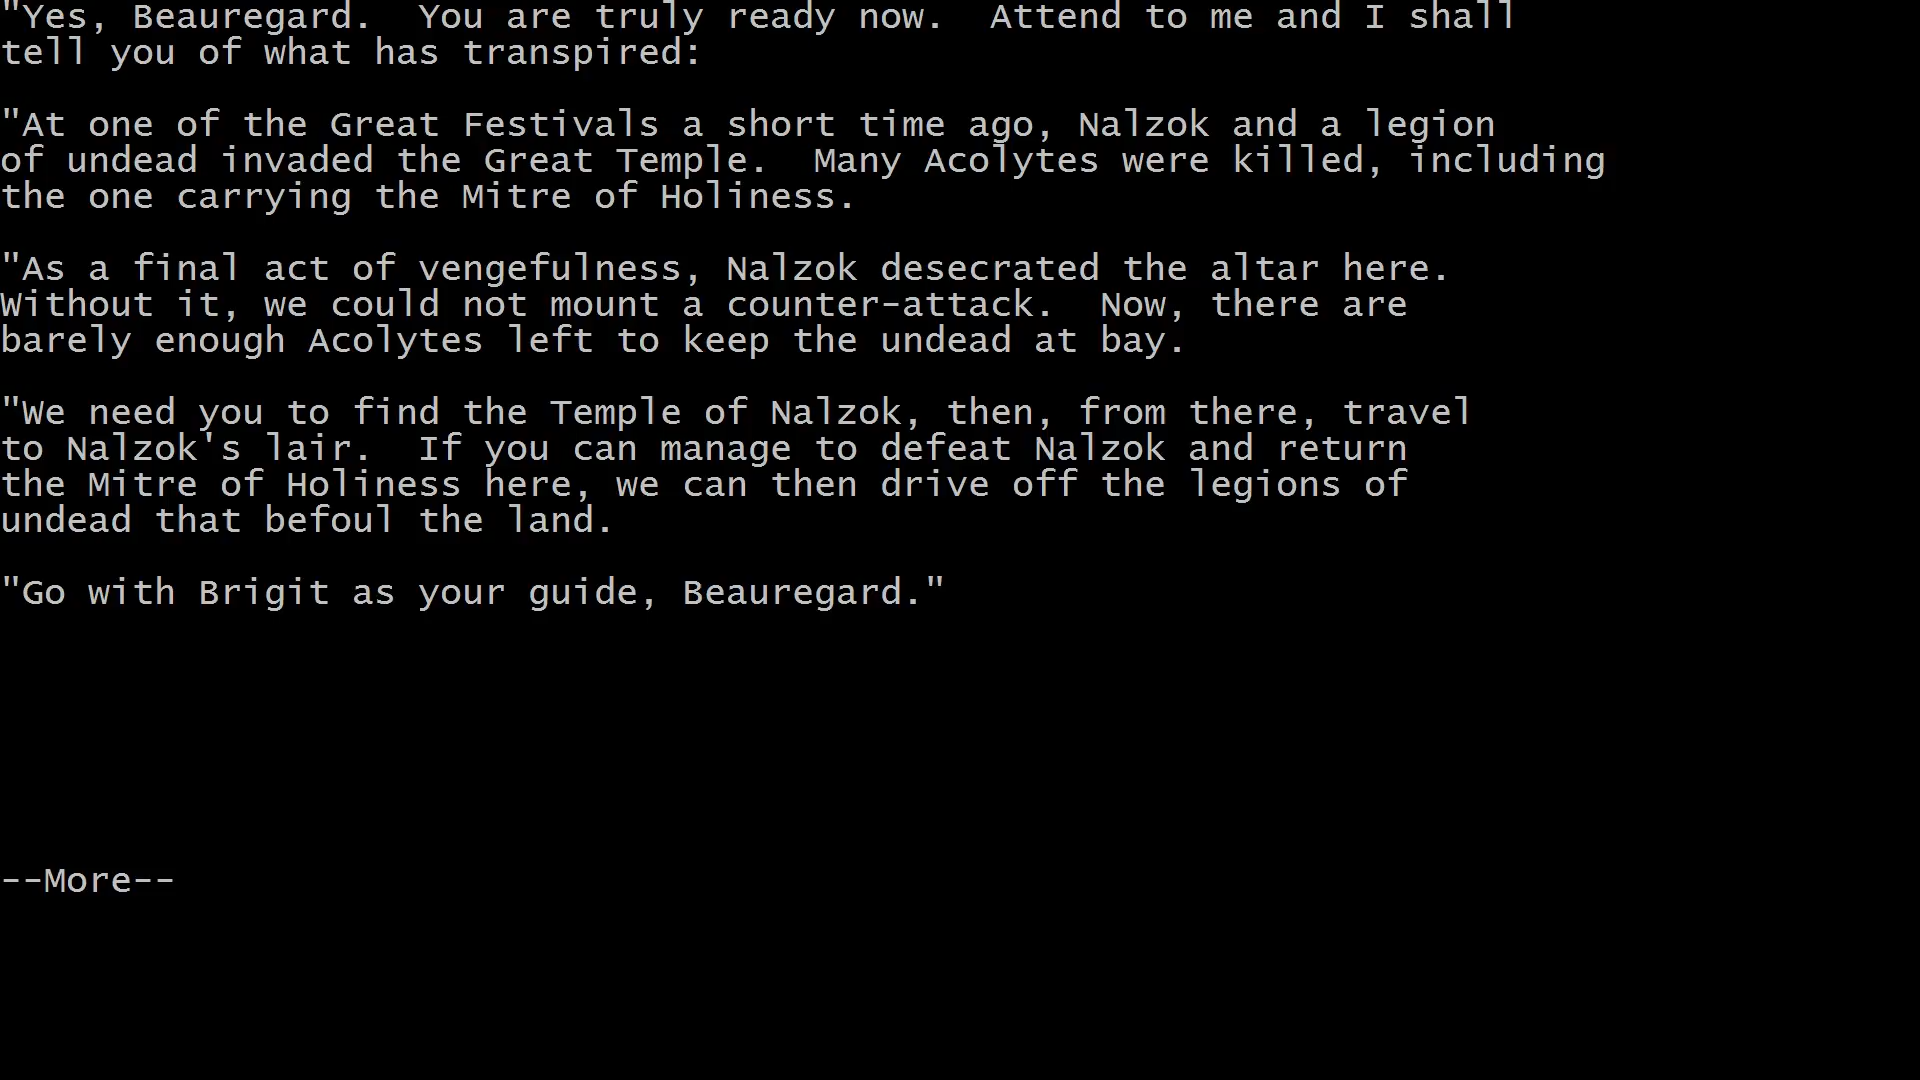 "Yes, Beauregard.  You are truly ready now.  Attend to me and I shall
tell you of what has transpired:
"At one of the Great Festivals a short time ago, Nalzok and a legion
of undead invaded the Great Temple.  Many Acolytes were killed, including
the one carrying the Mitre of Holiness.
"As a final act of vengefulness, Nalzok desecrated the altar here.
Without it, we could not mount a counter-attack.  Now, there are
barely enough Acolytes left to keep the undead at bay.
"We need you to find the Temple of Nalzok, then, from there, travel
to Nalzok's lair.  If you can manage to defeat Nalzok and return
the Mitre of Holiness here, we can then drive off the legions of
undead that befoul the land.
"Go with Brigit as your guide, Beauregard."
--More--